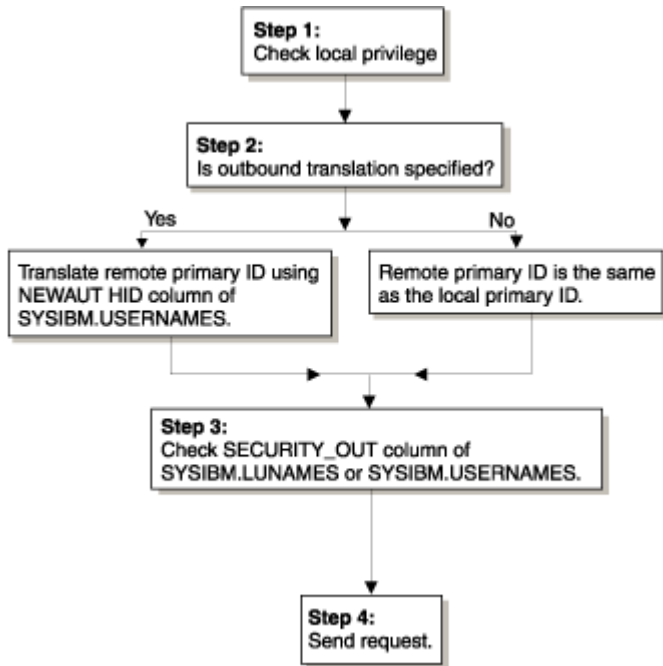 Step 1:
Check local privilege
Step 2:
Is outbound translation specified?
Yes
No
Translate remote primary ID using
NEWAUT HID column of
SYSIBM.USERNAMES.
Remote primary ID is the same
as the local primary ID.
Step 3:
Check SECURITY_OUT column of
SYSIBM.LUNAMES or SYSIBM.USERNAMES.
Step 4:
Send request.